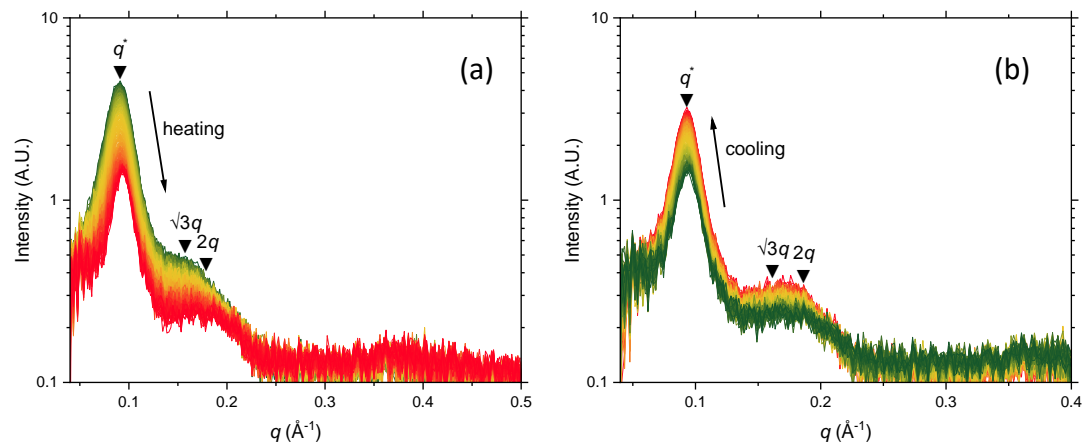 (a)
q*
heating
√3q
2q
10
1
0.1
Intensity (A.U.)
0.1
0.2
0.3
0.4
0.5
q (Å-1)
(b)
q*
cooling
√3q
2q
10
1
0.1
Intensity (A.U.)
0.1
0.2
0.3
0.4
q (Å-1)